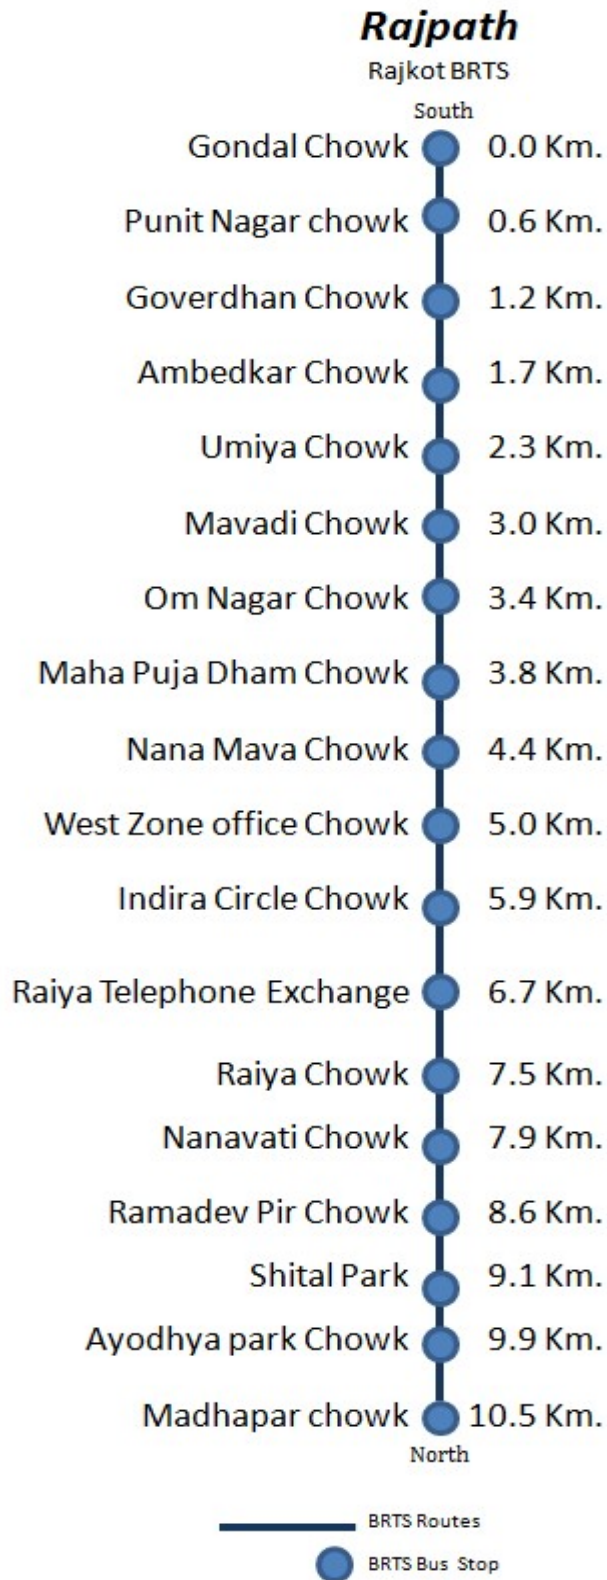 Rajpath
Rajkot BRTS
South
Gondal Chowk 0.0 Km.
Punit Nagar chowk 0.6 Km.
Goverdhan Chowk 1.2 Km.
Ambedkar Chowk 1.7 Km.
Umiya Chowk 2.3 Km.
Mavadi Chowk 3.0 Km.
Om Nagar Chowk 3.4 Km.
Maha Puja Dham Chowk 3.8 Km.
Nana Mava Chowk 4.4 Km.
West Zone office Chowk 5.0 Km.
Indira Circle Chowk 5.9 Km.
Raiya Telephone Exchange 6.7 Km.
Raiya Chowk 7.5 Km.
Nanavati Chowk 7.9 Km.
Ramadev Pir Chowk 8.6 Km.
Shital Park 9.1 Km.
Ayodhya park Chowk 9.9 Km.
Madhapar chowk 10.5 Km.
North
BRTS Routes
BRTS Bus Stop